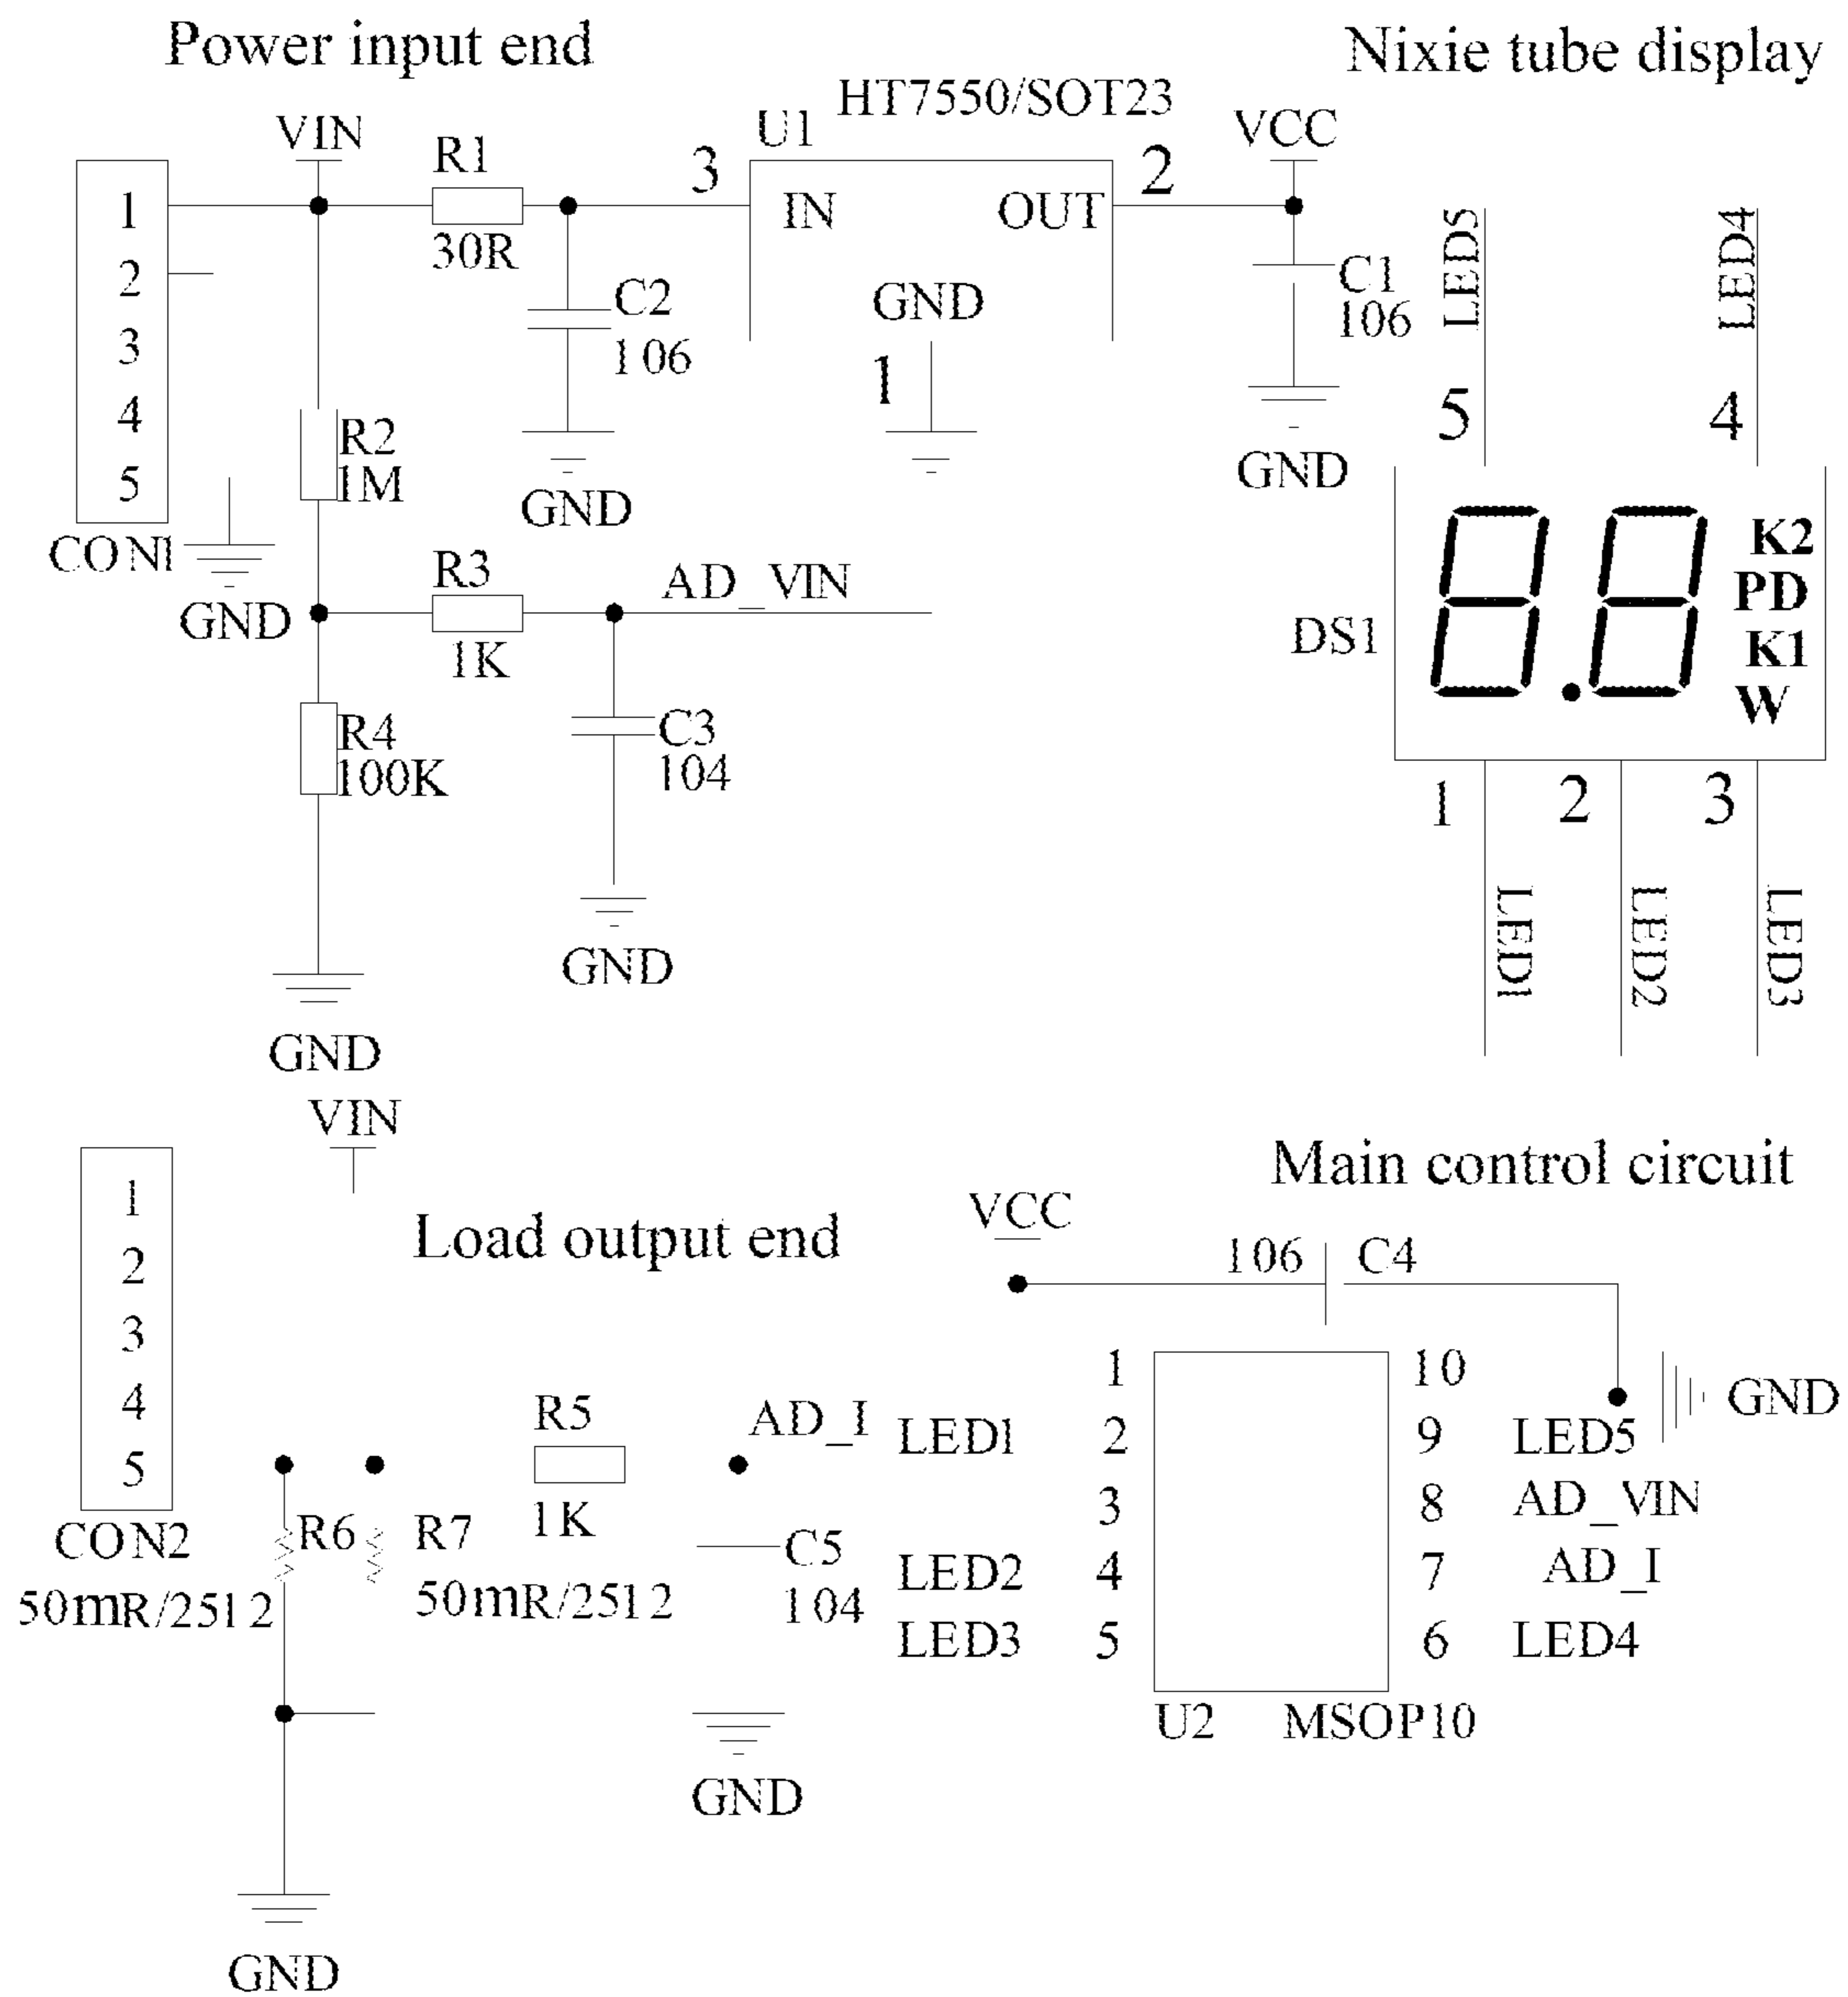 Power input end
Nixie tube display
HT7550/SOT23
VIN
R1
U1
VCC
3
2
1
IN
OUT
30R
2
C2
GND
C1
106
LED5
LED4
3
106
1
4
R2
1M
5
4
5
GND
GND
CON1
K2
R3
AD_VIN
PD
GND
DS1
K1
1K
W
R4
C3
100K
104
1
2
3
GND
LED1
LED2
LED3
GND
VIN
Main control circuit
1
VCC
Load output end
2
106
C4
3
1
10
GND
4
R5
AD_I
LED1
2
9
LED5
5
3
8
AD_VIN
CON2
R6
R7
1K
C5
LED2
4
7
AD_I
50mR/2512
50mR/2512
104
LED3
5
6
LED4
U2
MSOP10
GND
GND